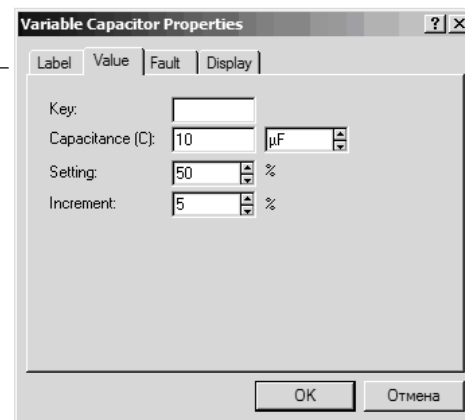 Variable Capacitor Properties
Label Value Fault Display
Key:
Capacitance (C): 10 µF
Setting: 50 %
Increment: 5 %
OK Отмена